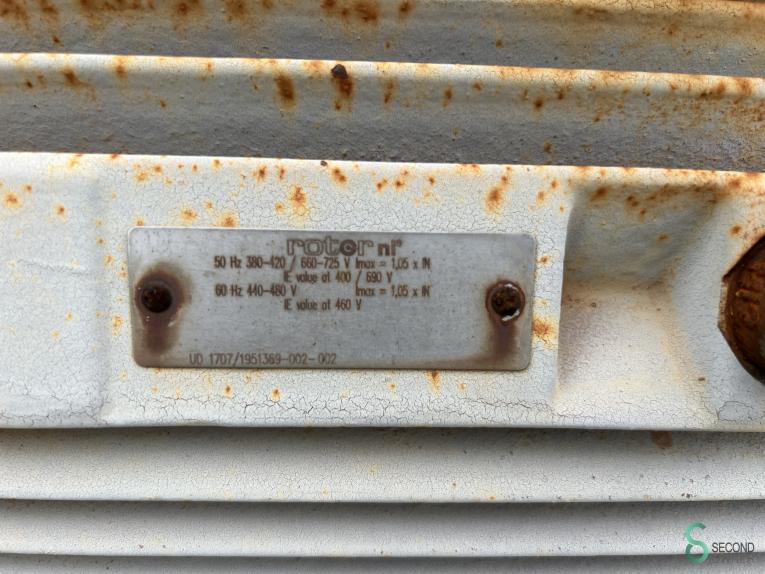 rotor nl
50 Hz 380-420 / 660-725 V Imax = 1,05 x IN
IE value at 400 / 690 V
60 Hz 440-480 V Imax = 1,05 x IN
IE value at 460 V
UD 1707/1951369-002-002
SECOND